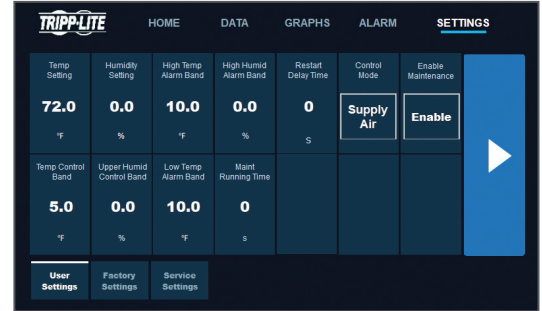 TRIPP-LITE HOME DATA GRAPHS ALARM SETTINGS
Temp Setting
72.0
°F
Humidity Setting
0.0
%
High Temp Alarm Band
10.0
°F
High Humid Alarm Band
0.0
%
Restart Delay Time
0
S
Control Mode
Supply Air
Enable Maintenance
Enable
Temp Control Band
5.0
°F
Upper Humid Control Band
0.0
%
Low Temp Alarm Band
10.0
°F
Maint Running Time
0
s
User Settings
Factory Settings
Service Settings